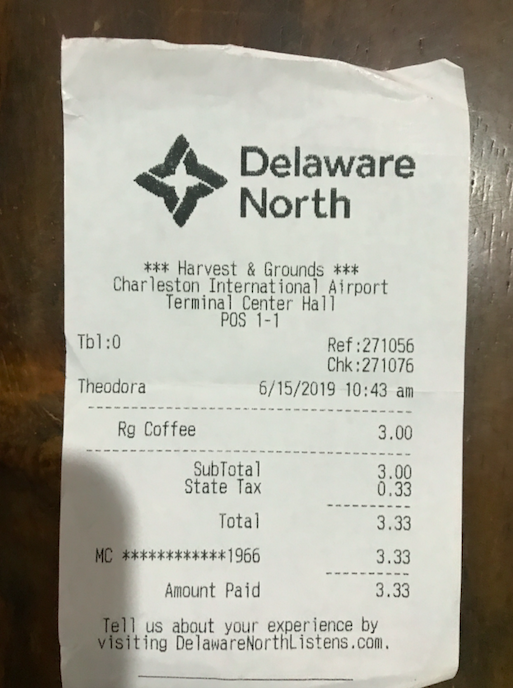 Delaware
North
*** Harvest & Grounds ***
Charleston International Airport
Terminal Center Hall
POS 1-1
Tbl:0 Ref:271056
Chk:271076
Theodora 6/15/2019 10:43 am
Rg Coffee 3.00
SubTotal 3.00
State Tax 0.33
Total 3.33
MC ************1966 3.33
Amount Paid 3.33
Tell us about your experience by
visiting DelawareNorthListens.com.